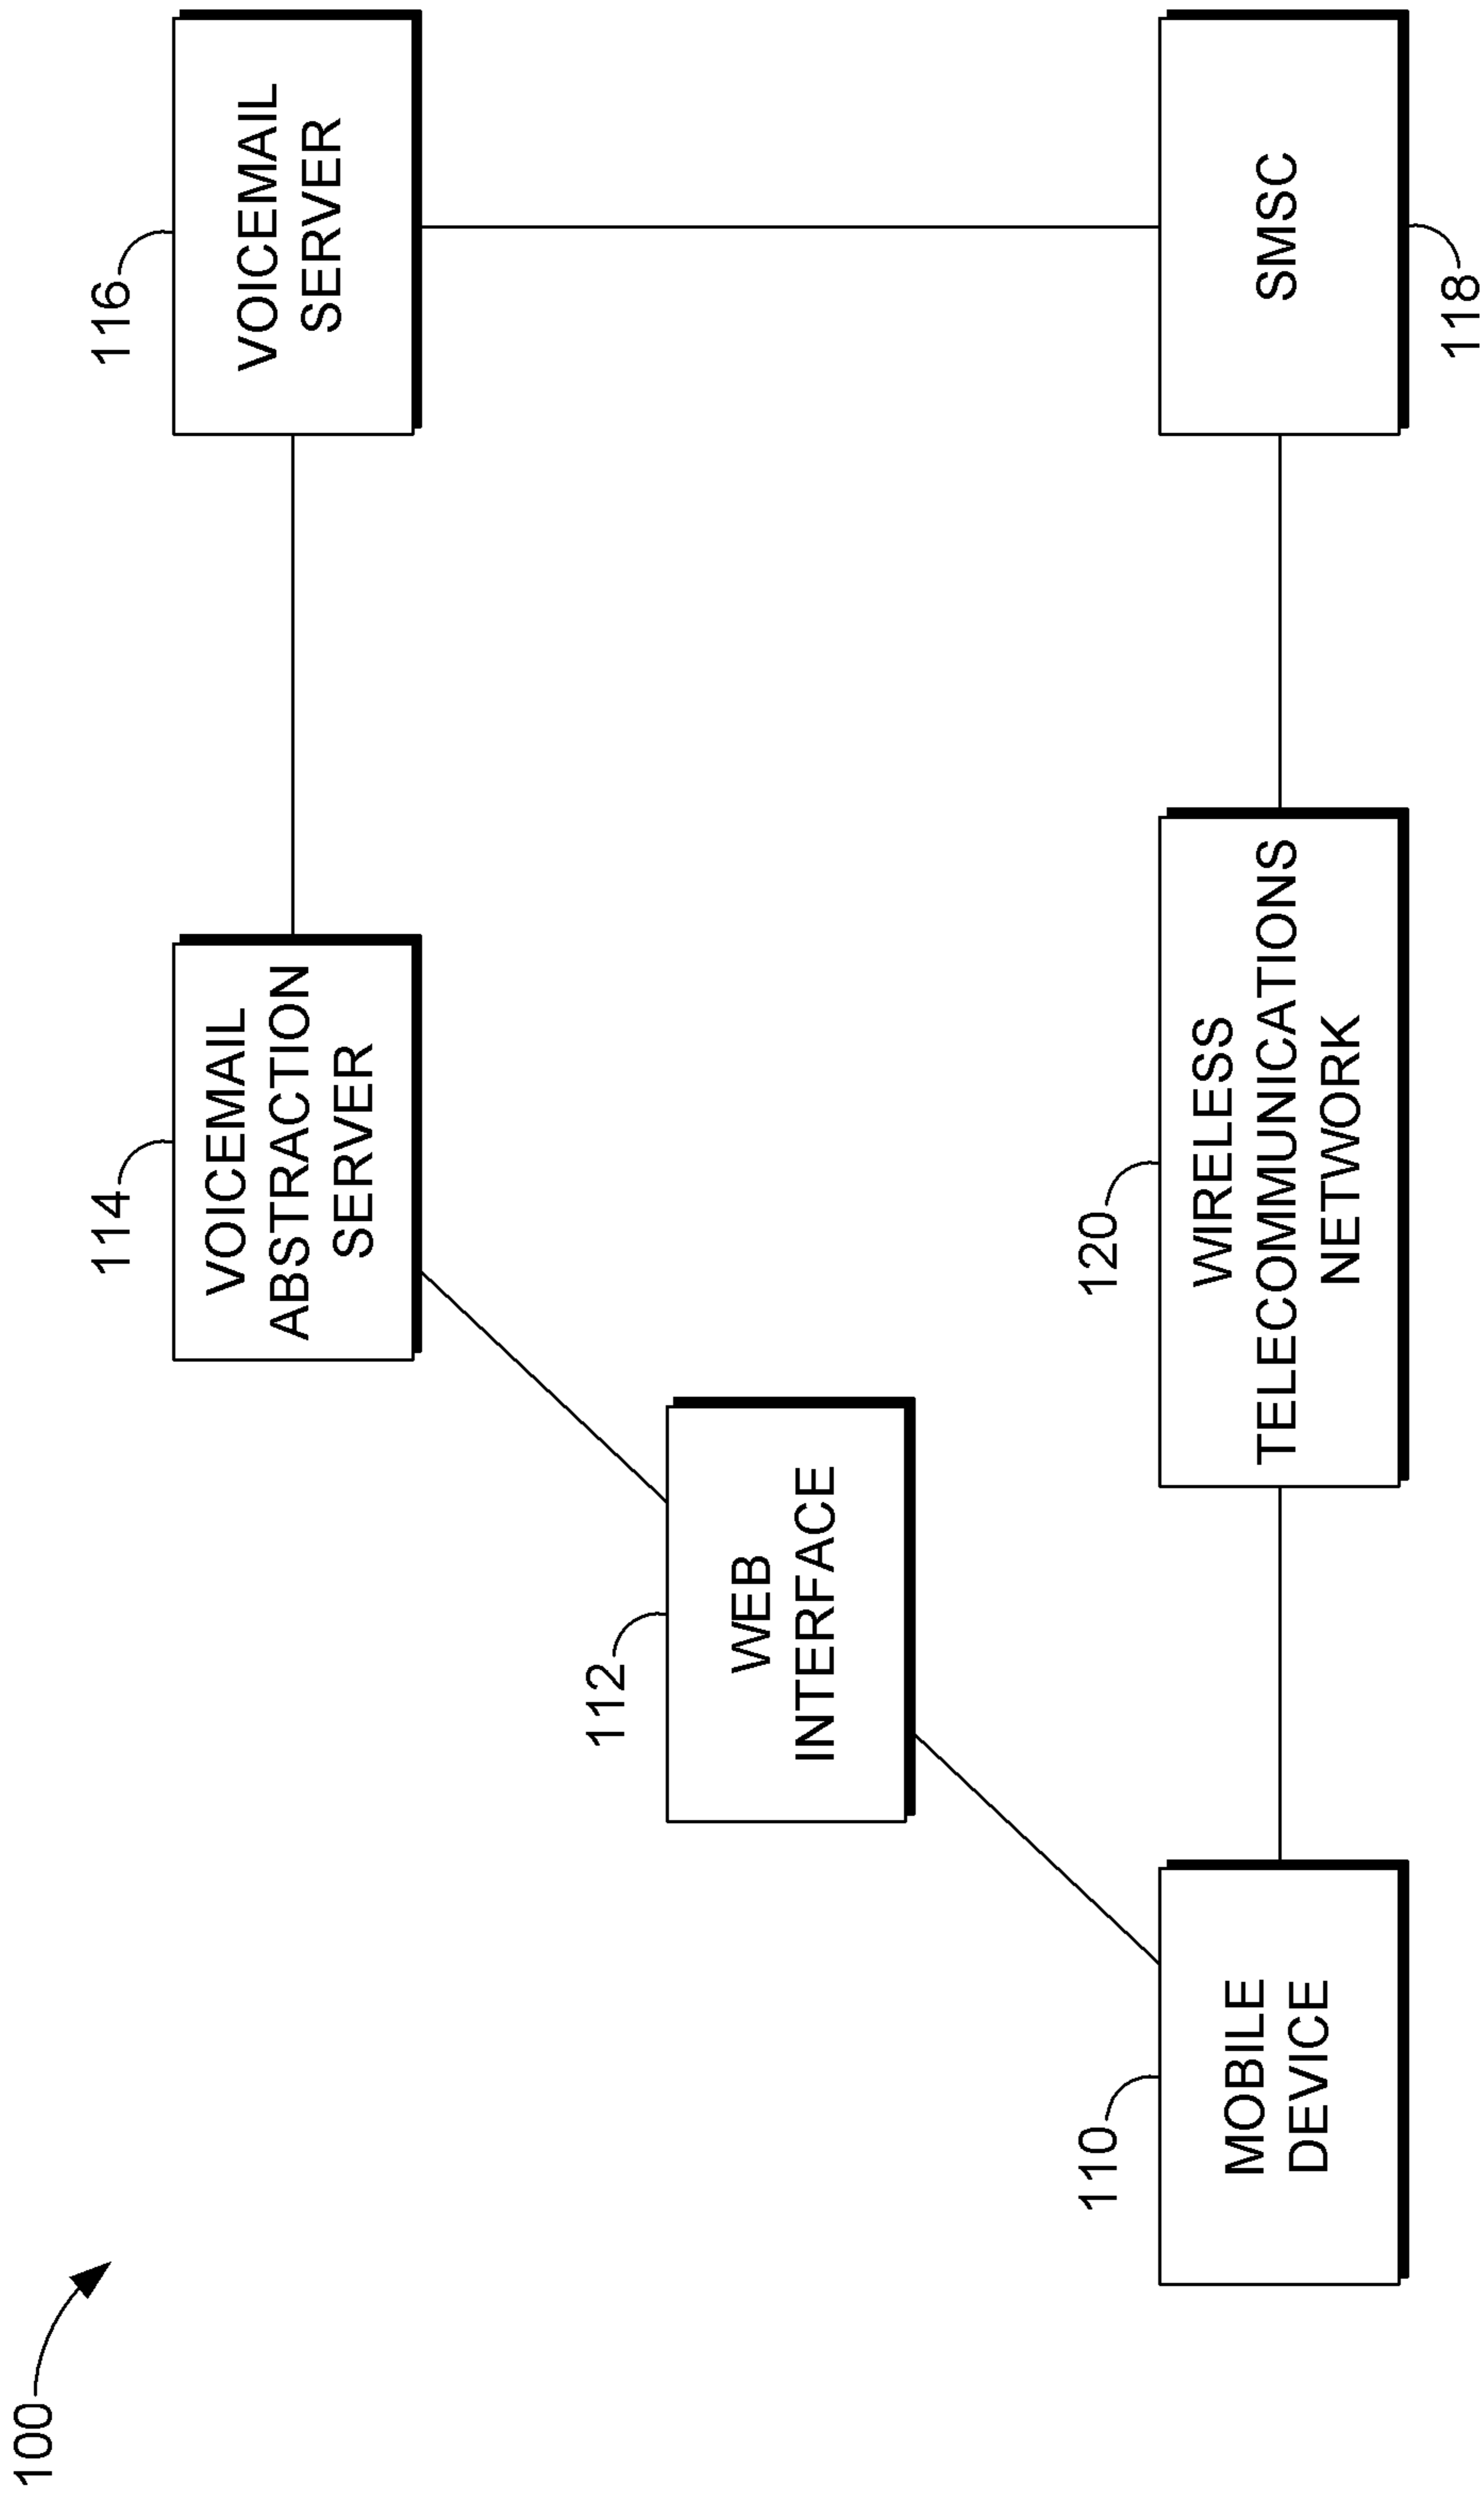 100
114
VOICEMAIL
ABSTRACTION
SERVER
116
VOICEMAIL
SERVER
112
WEB
INTERFACE
110
MOBILE
DEVICE
120
WIRELESS
TELECOMMUNICATIONS
NETWORK
SMSC
118